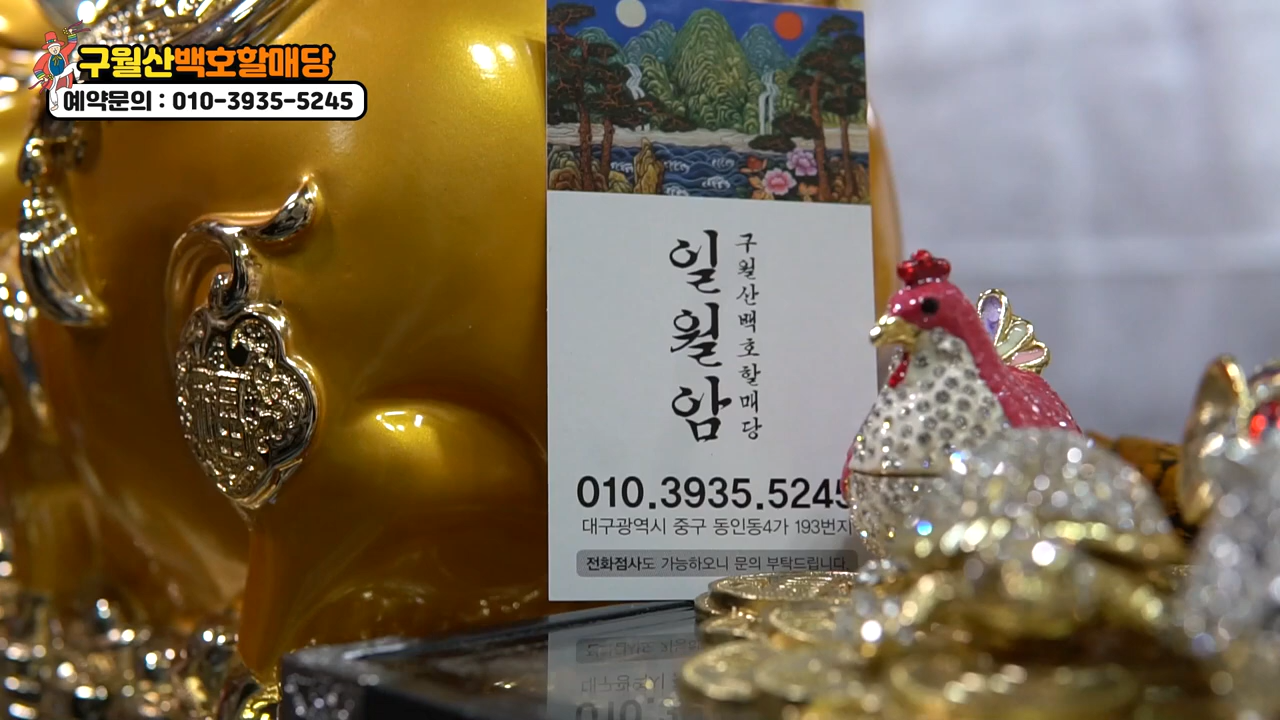 구월산백호할매당
예약문의 : 010-3935-5245
일월암
구월산백호할매당
010.3935.5245
대구광역시 중구 동인동4가 193번지
전화점사도 가능하오니 문의 부탁드립니다.